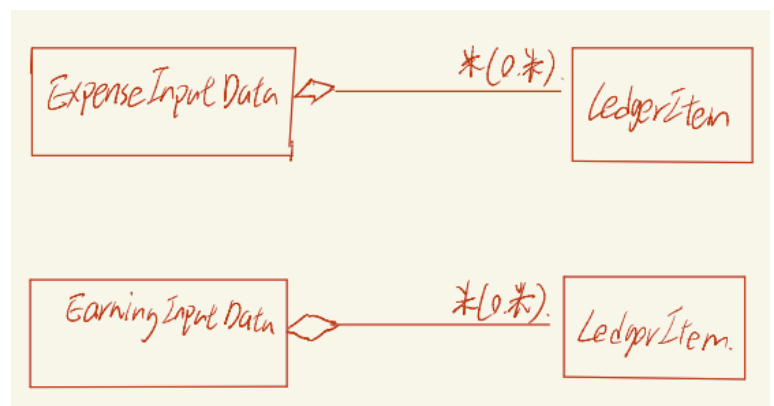 ExpenseInputData
*(0.*).
LedgerItem
EarningInputData
*(0.*).
LedgerItem.